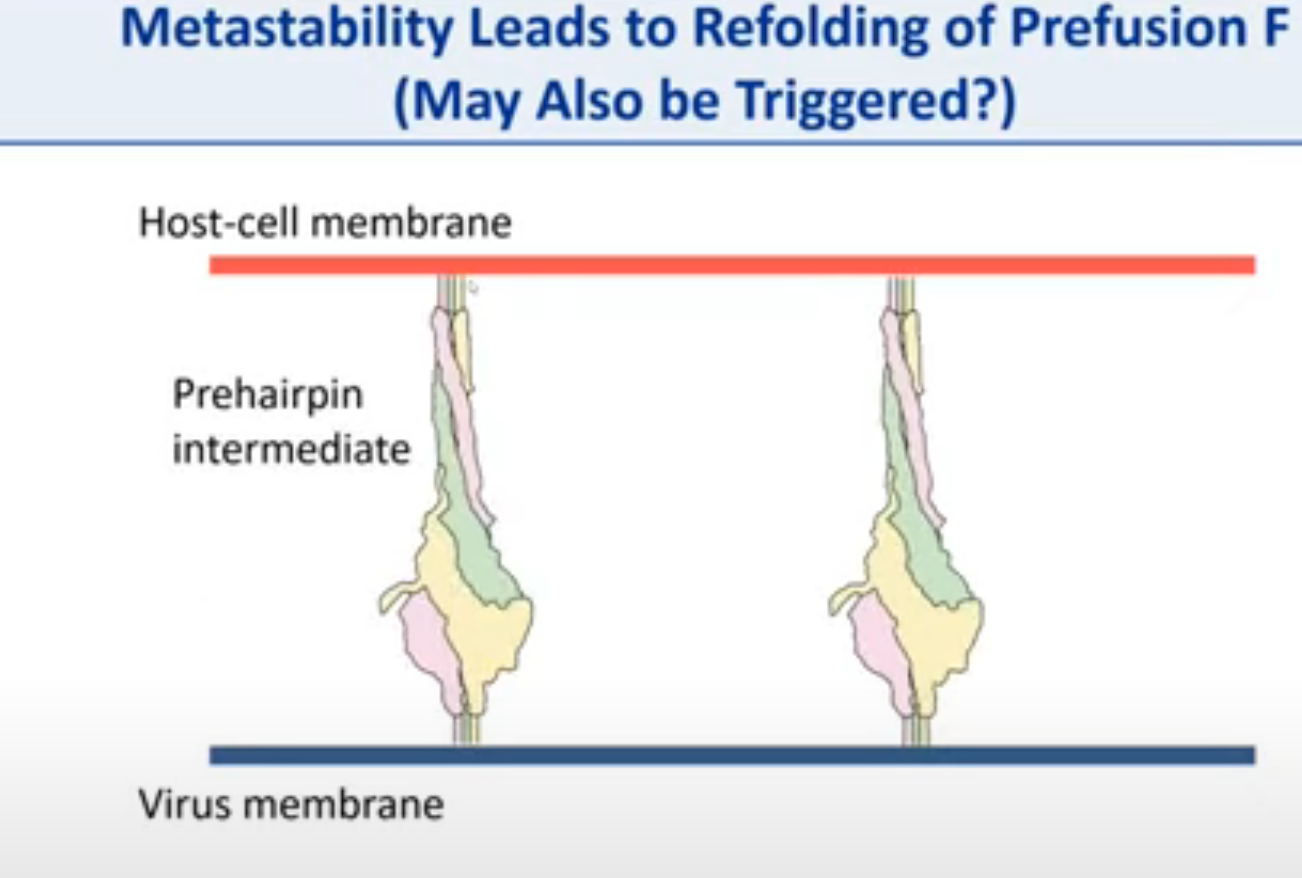 Metastability Leads to Refolding of Prefusion F
(May Also be Triggered?)
Host-cell membrane
Prehairpin
intermediate
Virus membrane